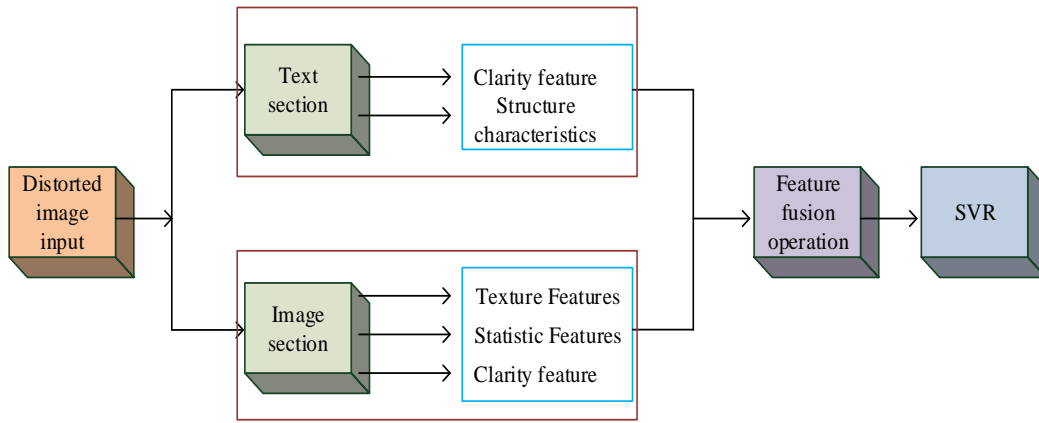 Distorted
image
input
Text
section
Clarity feature
Structure
characteristics
Image
section
Texture Features
Statistic Features
Clarity feature
Feature
fusion
operation
SVR